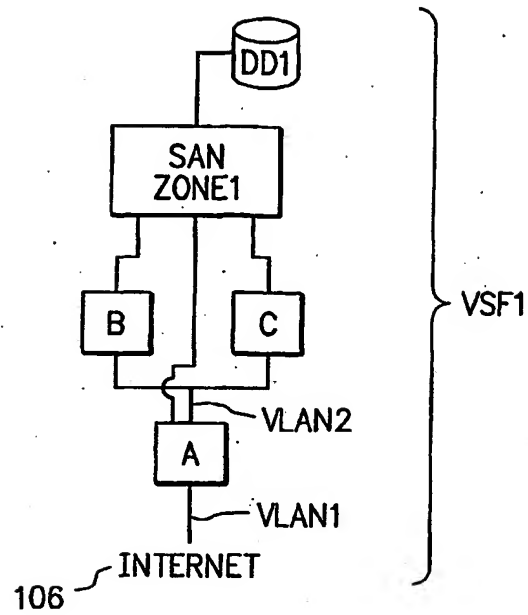 DD1
SAN
ZONE1
B
C
VSF1
VLAN2
A
VLAN1
INTERNET
106